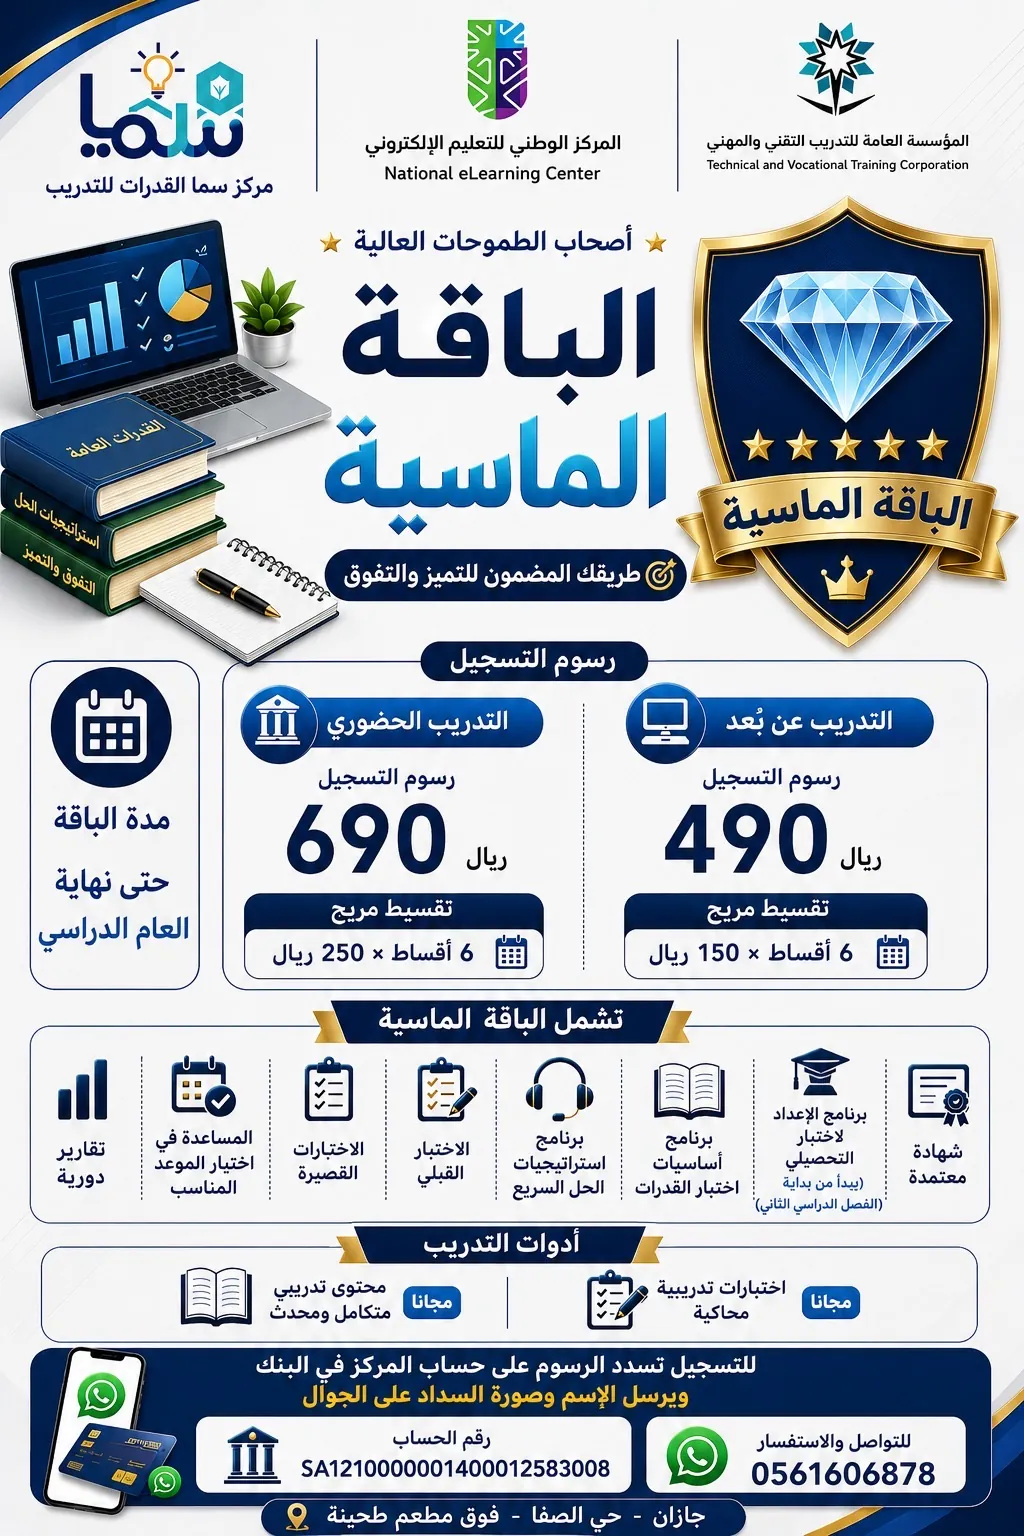 سما
مركز سما القدرات للتدريب
المركز الوطني للتعليم الإلكتروني
National eLearning Center
المؤسسة العامة للتدريب التقني والمهني
Technical and Vocational Training Corporation
أصحاب الطموحات العالية
الباقة
الماسية
طريقك المضمون للتميز والتفوق
القدرات العامة
استراتيجيات الحل
التفوق والتميز
الباقة الماسية
رسوم التسجيل
التدريب عن بُعد
رسوم التسجيل
490 ريال
تقسيط مريح
6 أقساط × 150 ريال
التدريب الحضوري
رسوم التسجيل
690 ريال
تقسيط مريح
6 أقساط × 250 ريال
مدة الباقة
حتى نهاية
العام الدراسي
تشمل الباقة الماسية
شهادة
معتمدة
برنامج الإعداد
لاختبار
التحصيلي
(يبدأ من بداية
الفصل الدراسي الثاني)
برنامج
أساسيات
اختبار القدرات
برنامج
استراتيجيات
الحل السريع
الاختبار
القبلي
الاختبارات
القصيرة
المساعدة في
اختيار الموعد
المناسب
تقارير
دورية
أدوات التدريب
مجانا
اختبارات تدريبية
محاكية
مجانا
محتوى تدريبي
متكامل ومحدث
للتسجيل تسدد الرسوم على حساب المركز في البنك
ويرسل الإسم وصورة السداد على الجوال
للتواصل والاستفسار
0561606878
رقم الحساب
SA1210000001400012583008
جازان - حي الصفا - فوق مطعم طحينة